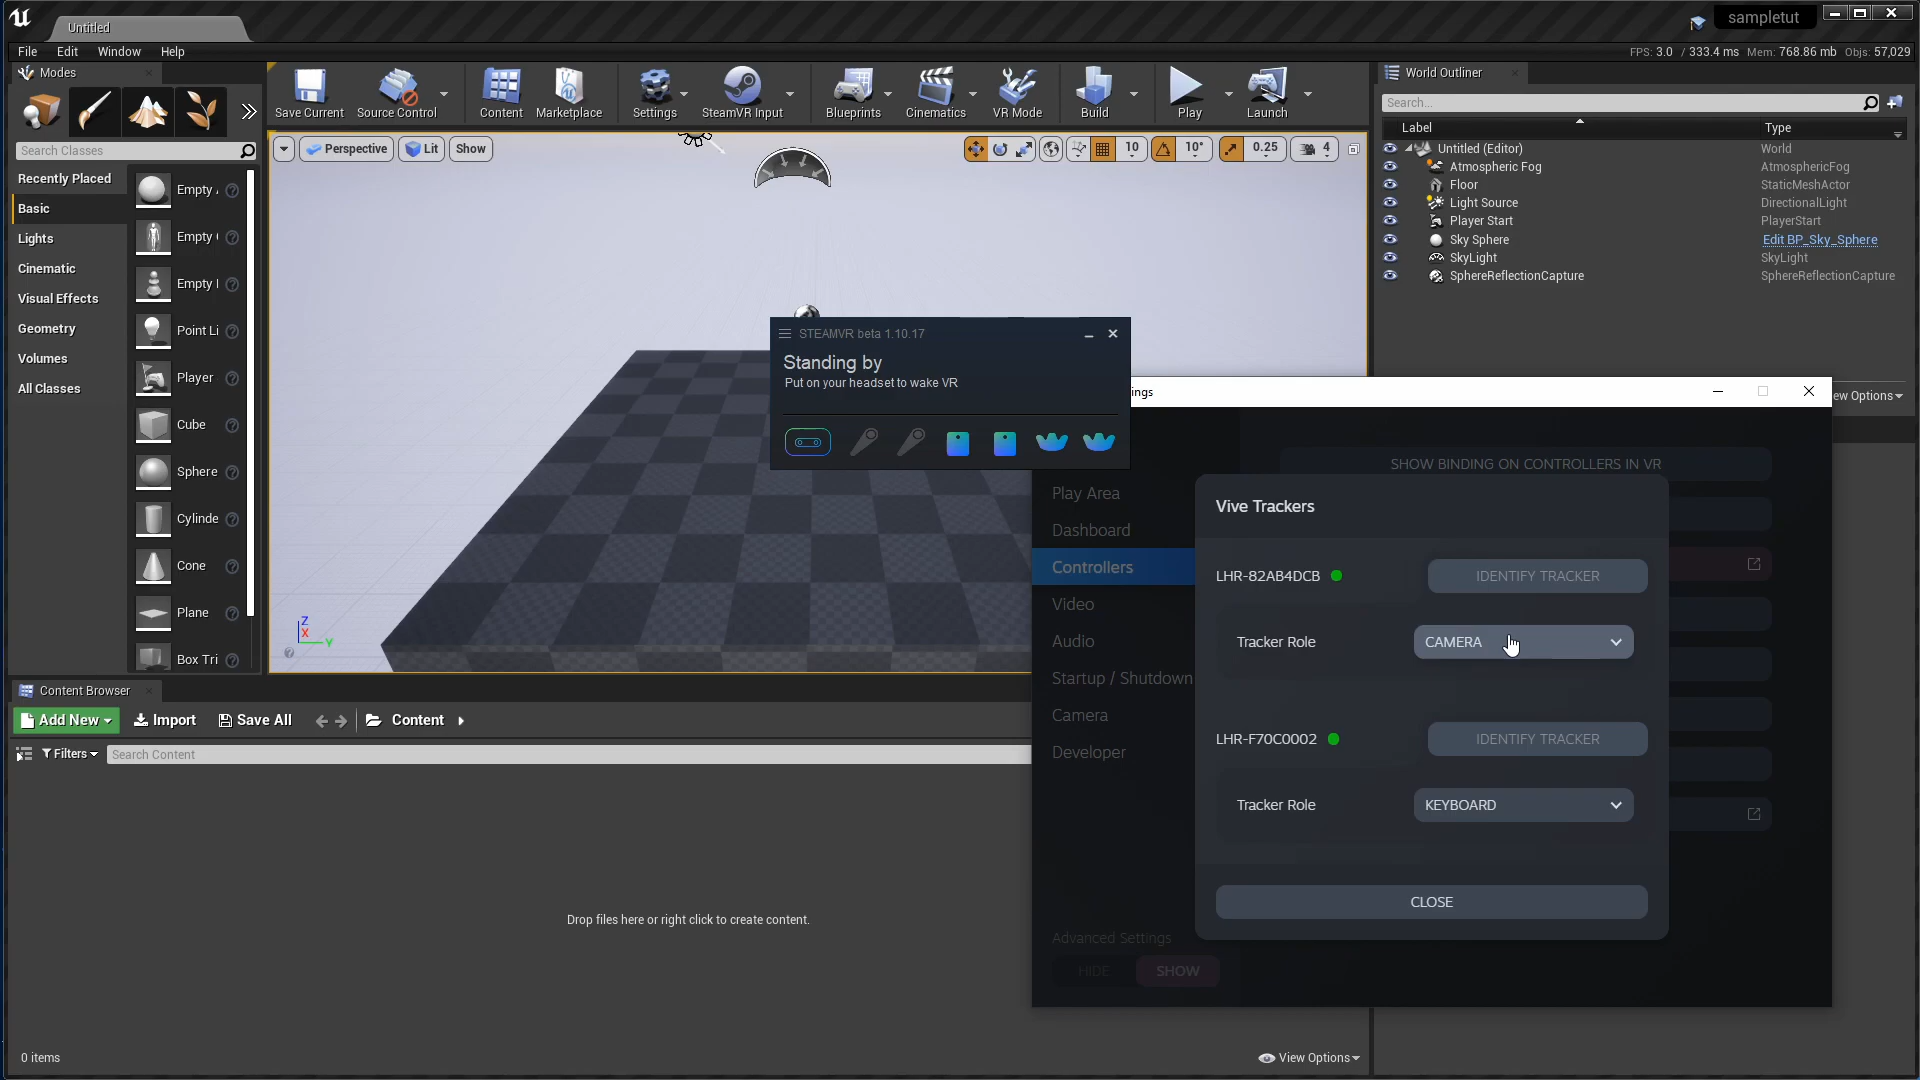 Untitled
sampletut
File Edit Window Help
FPS: 3.0 / 333.4 ms Mem: 768.86 mb Objs: 57,029
Modes
Save Current Source Control Content Marketplace Settings SteamVR Input Blueprints Cinematics VR Mode Build Play Launch
World Outliner
Search...
Label Type
Search Classes
Perspective Lit Show 10 10° 0.25 4
Untitled (Editor) World
Atmospheric Fog AtmosphericFog
Floor StaticMeshActor
Light Source DirectionalLight
Player Start PlayerStart
Sky Sphere Edit BP_Sky_Sphere
SkyLight SkyLight
SphereReflectionCapture SphereReflectionCapture
Recently Placed
Basic
Lights
Cinematic
Visual Effects
Geometry
Volumes
All Classes
Empty
Empty
Empty
Point Li
Player
Cube
Sphere
Cylinde
Cone
Plane
Box Tri
Z
X
Y
STEAMVR beta 1.10.17
Standing by
Put on your headset to wake VR
ings
ew Options
SHOW BINDING ON CONTROLLERS IN VR
Play Area
Dashboard
Controllers
Video
Audio
Startup / Shutdown
Camera
Developer
Advanced Settings
HIDE SHOW
Vive Trackers
LHR-82AB4DCB IDENTIFY TRACKER
Tracker Role CAMERA
LHR-F70C0002 IDENTIFY TRACKER
Tracker Role KEYBOARD
CLOSE
Content Browser
Add New Import Save All Content
Filters Search Content
Drop files here or right click to create content.
0 items
View Options